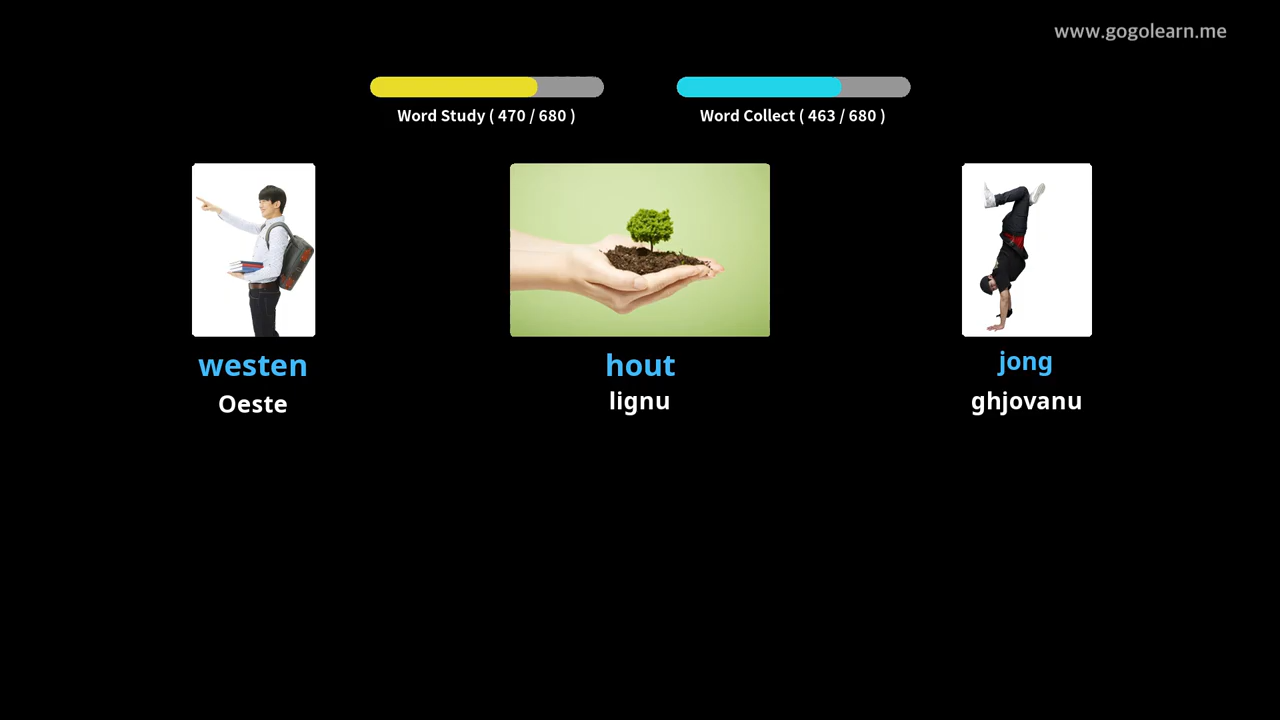 www.gogolearn.me
Word Study ( 470 / 680 )
Word Collect ( 463 / 680 )
westen
Oeste
hout
lignu
jong
ghjovanu